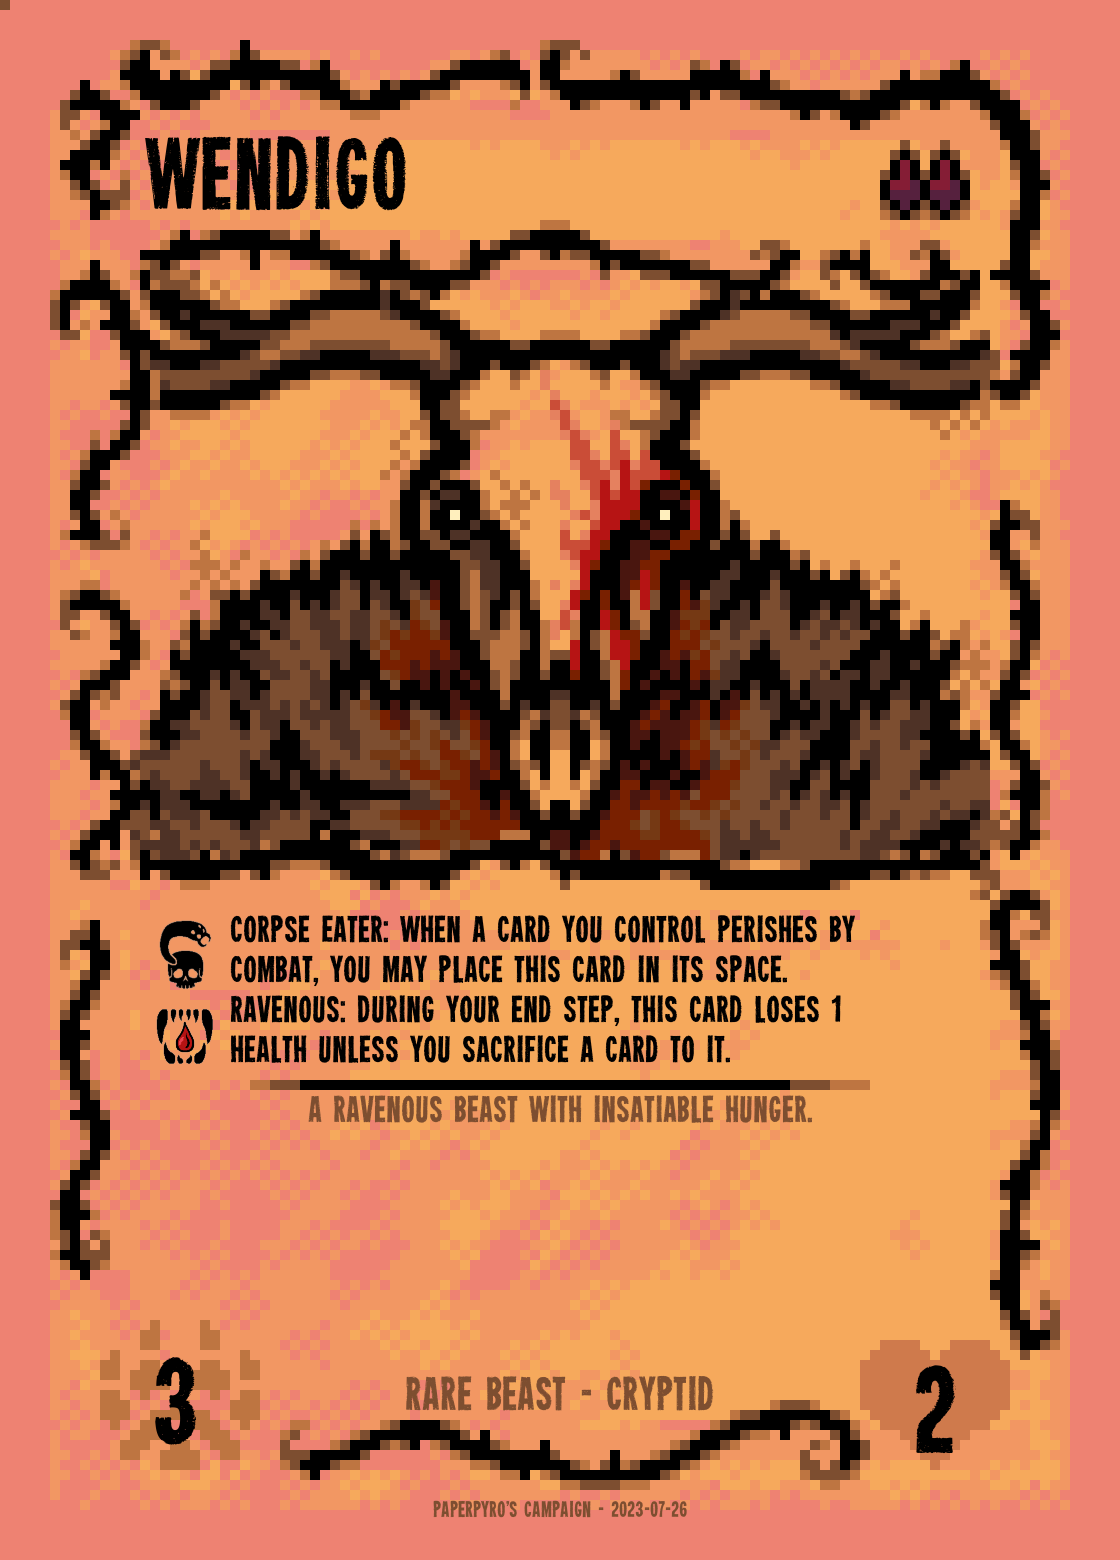 WENDIGO
CORPSE EATER: WHEN A CARD YOU CONTROL PERISHES BY
COMBAT, YOU MAY PLACE THIS CARD IN ITS SPACE.
RAVENOUS: DURING YOUR END STEP, THIS CARD LOSES 1
HEALTH UNLESS YOU SACRIFICE A CARD TO IT.
A RAVENOUS BEAST WITH INSATIABLE HUNGER.
3
RARE BEAST - CRYPTID
2
PAPERPYRO'S CAMPAIGN - 2023-07-26